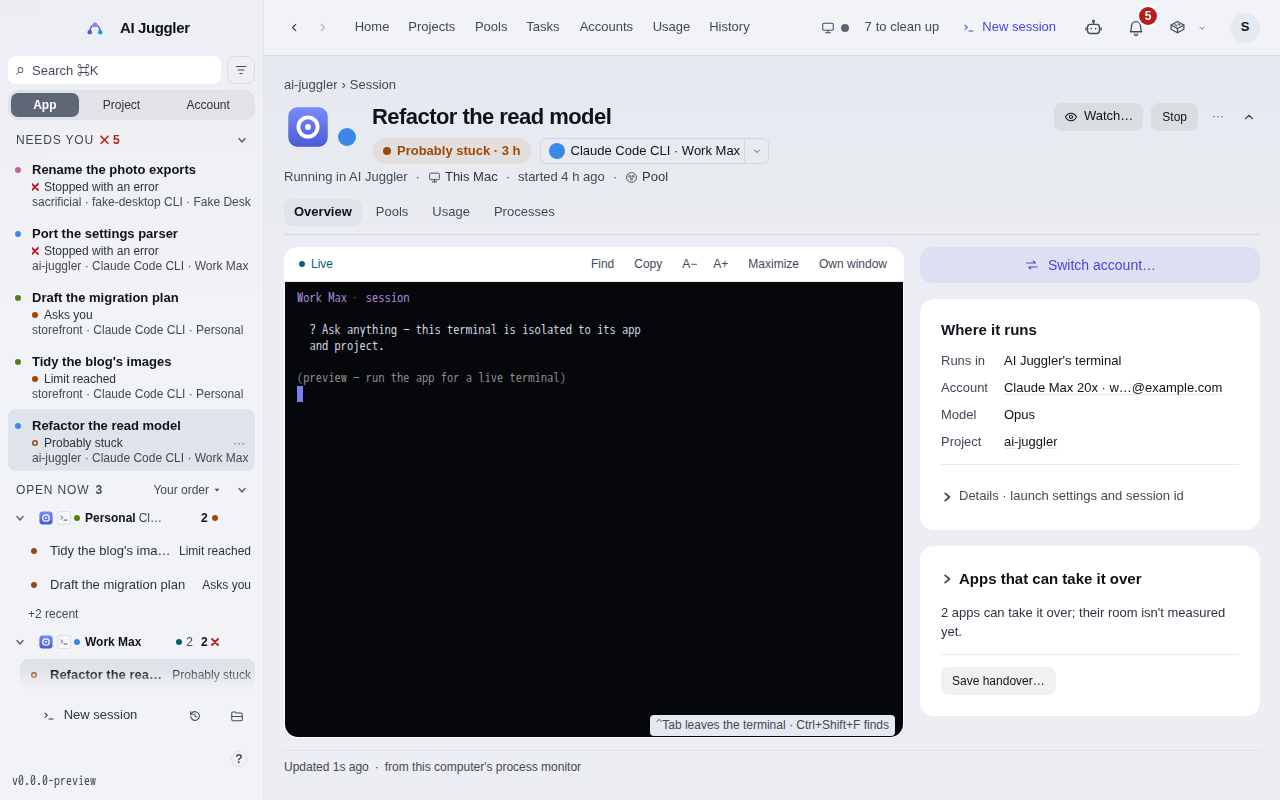 AI Juggler
Search ⌘K
App Project Account
NEEDS YOU 5
Rename the photo exports
Stopped with an error
sacrificial · fake-desktop CLI · Fake Desk
Port the settings parser
Stopped with an error
ai-juggler · Claude Code CLI · Work Max
Draft the migration plan
Asks you
storefront · Claude Code CLI · Personal
Tidy the blog's images
Limit reached
storefront · Claude Code CLI · Personal
Refactor the read model
Probably stuck ···
ai-juggler · Claude Code CLI · Work Max
OPEN NOW 3 Your order
Personal Cl… 2
Tidy the blog's ima… Limit reached
Draft the migration plan Asks you
+2 recent
Work Max 2 2
Refactor the rea… Probably stuck
New session
?
v0.0.0-preview
Home Projects Pools Tasks Accounts Usage History 7 to clean up New session 5 S
ai-juggler › Session
Refactor the read model
Watch… Stop ···
Probably stuck · 3 h Claude Code CLI · Work Max
Running in AI Juggler · This Mac · started 4 h ago · Pool
Overview Pools Usage Processes
Live Find Copy A− A+ Maximize Own window
Work Max · session
? Ask anything — this terminal is isolated to its app
and project.
(preview — run the app for a live terminal)
^Tab leaves the terminal · Ctrl+Shift+F finds
Switch account…
Where it runs
Runs in AI Juggler's terminal
Account Claude Max 20x · w…@example.com
Model Opus
Project ai-juggler
Details · launch settings and session id
Apps that can take it over
2 apps can take it over; their room isn't measured
yet.
Save handover…
Updated 1s ago · from this computer's process monitor